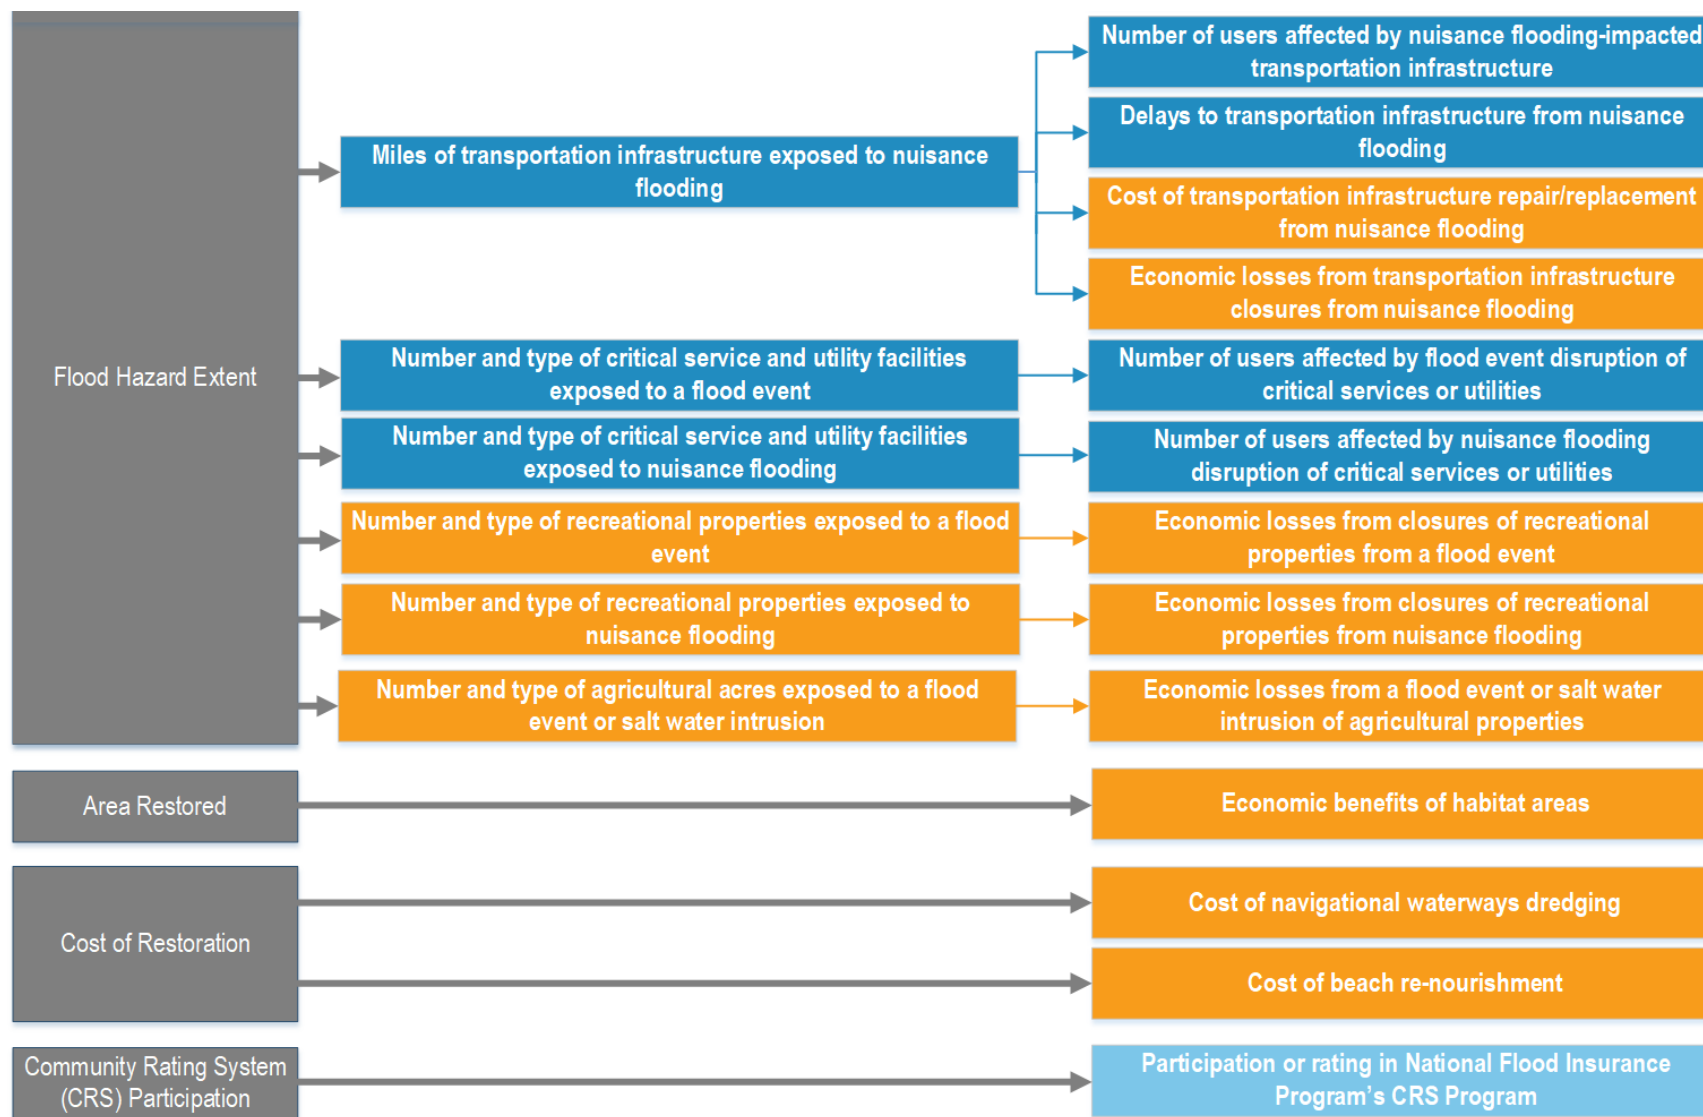 Number of users affected by nuisance flooding-impacted
transportation infrastructure
Delays to transportation infrastructure from nuisance
flooding
Miles of transportation infrastructure exposed to nuisance
flooding
Cost of transportation infrastructure repair/replacement
from nuisance flooding
Economic losses from transportation infrastructure
closures from nuisance flooding
Flood Hazard Extent
Number and type of critical service and utility facilities
exposed to a flood event
Number of users affected by flood event disruption of
critical services or utilities
Number and type of critical service and utility facilities
exposed to nuisance flooding
Number of users affected by nuisance flooding
disruption of critical services or utilities
Number and type of recreational properties exposed to a flood
event
Economic losses from closures of recreational
properties from a flood event
Number and type of recreational properties exposed to
nuisance flooding
Economic losses from closures of recreational
properties from nuisance flooding
Number and type of agricultural acres exposed to a flood
event or salt water intrusion
Economic losses from a flood event or salt water
intrusion of agricultural properties
Area Restored
Economic benefits of habitat areas
Cost of Restoration
Cost of navigational waterways dredging
Cost of beach re-nourishment
Community Rating System
(CRS) Participation
Participation or rating in National Flood Insurance
Program's CRS Program